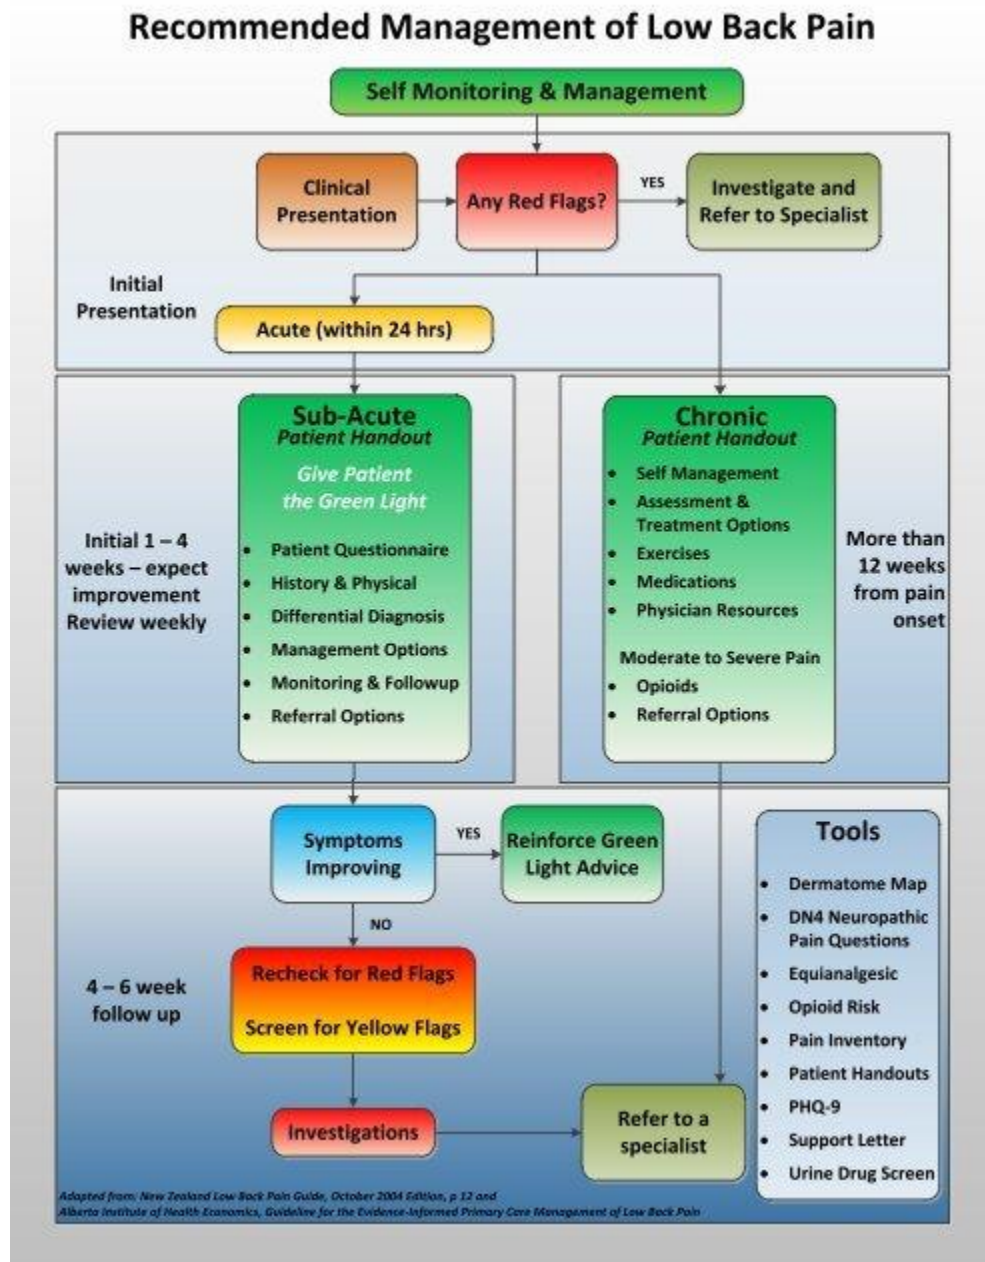 Recommended Management of Low Back Pain
Self Monitoring & Management
Clinical
Presentation
Any Red Flags?
YES
Investigate and
Refer to Specialist
Initial
Presentation
Acute (within 24 hrs)
Initial 1 – 4
weeks – expect
improvement
Review weekly
Sub-Acute
Patient Handout
Give Patient
the Green Light
• Patient Questionnaire
• History & Physical
• Differential Diagnosis
• Management Options
• Monitoring & Followup
• Referral Options
Chronic
Patient Handout
• Self Management
• Assessment &
Treatment Options
• Exercises
• Medications
• Physician Resources
Moderate to Severe Pain
• Opioids
• Referral Options
More than
12 weeks
from pain
onset
Symptoms
Improving
YES
Reinforce Green
Light Advice
NO
4 – 6 week
follow up
Recheck for Red Flags
Screen for Yellow Flags
Investigations
Refer to a
specialist
Tools
• Dermatome Map
• DN4 Neuropathic
Pain Questions
• Equianalgesic
• Opioid Risk
• Pain Inventory
• Patient Handouts
• PHQ-9
• Support Letter
• Urine Drug Screen
Adapted from: New Zealand Low Back Pain Guide, October 2004 Edition, p 12 and
Alberta Institute of Health Economics, Guideline for the Evidence-Informed Primary Care Management of Low Back Pain